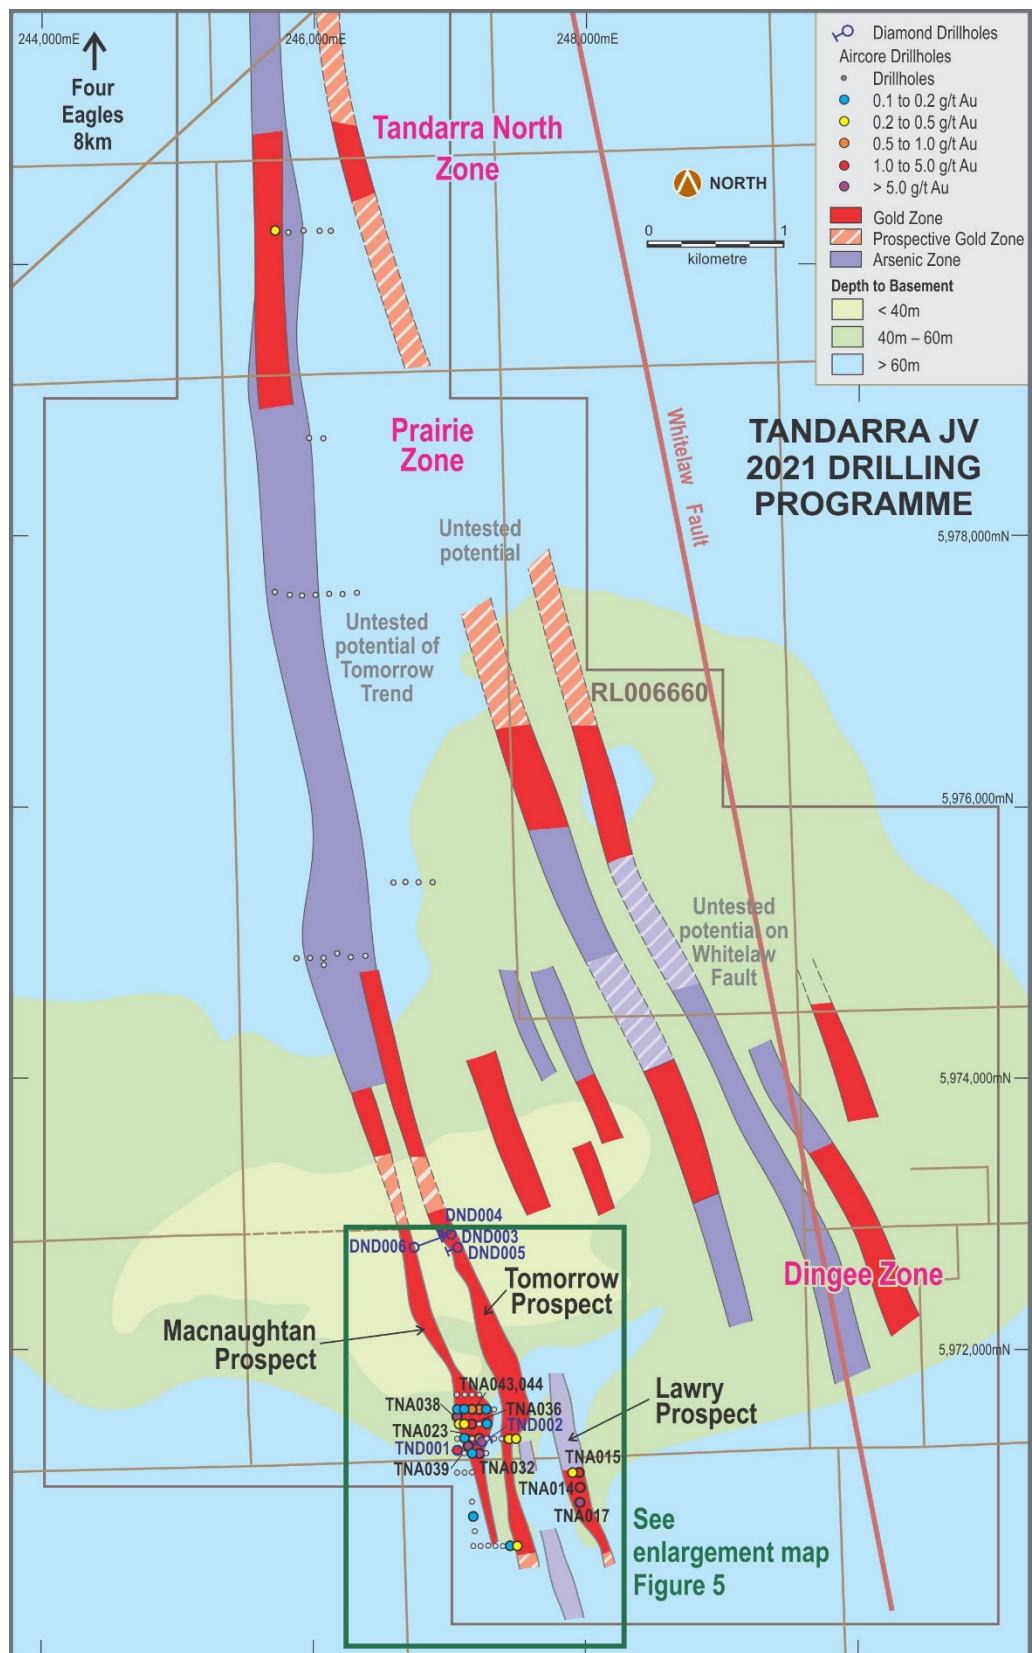 244,000mE
246,000mE
248,000mE
Four
Eagles
8km
Tandarra North
Zone
NORTH
0
1
kilometre
Diamond Drillholes
Aircore Drillholes
Drillholes
0.1 to 0.2 g/t Au
0.2 to 0.5 g/t Au
0.5 to 1.0 g/t Au
1.0 to 5.0 g/t Au
> 5.0 g/t Au
Gold Zone
Prospective Gold Zone
Arsenic Zone
Depth to Basement
< 40m
40m – 60m
> 60m
Prairie
Zone
Whitelaw Fault
TANDARRA JV
2021 DRILLING
PROGRAMME
Untested
potential
5,978,000mN
Untested
potential of
Tomorrow
Trend
RL006660
5,976,000mN
Untested
potential on
Whitelaw
Fault
5,974,000mN
DND004
DND003
DND006
DND005
Tomorrow
Prospect
Dingee Zone
Macnaughtan
Prospect
5,972,000mN
TNA043,044
Lawry
Prospect
TNA038
TNA036
TNA023
TND002
TND001
TNA015
TNA039
TNA032
TNA014
TNA017
See
enlargement map
Figure 5